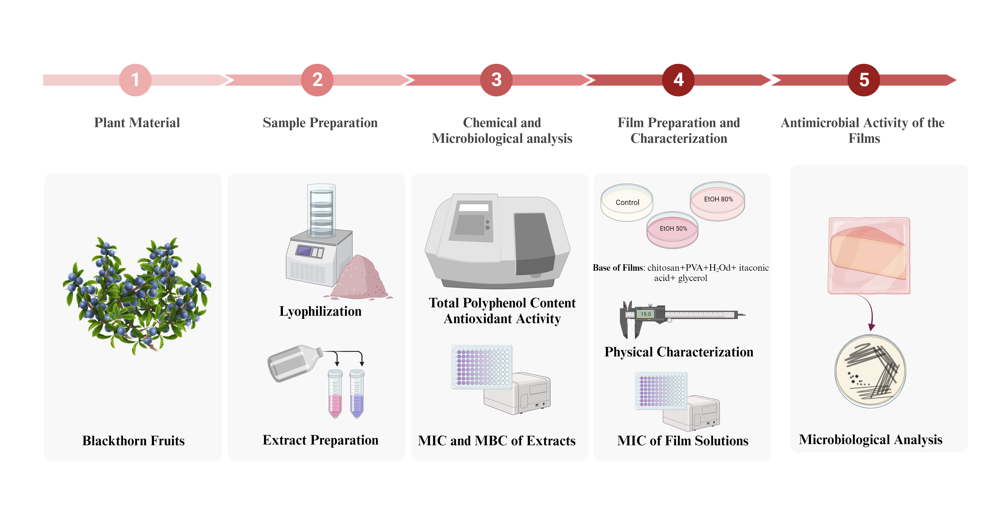 1
2
3
4
5
Plant Material
Sample Preparation
Chemical and
Microbiological analysis
Film Preparation and
Characterization
Antimicrobial Activity of the
Films
Blackthorn Fruits
Lyophilization
Extract Preparation
Total Polyphenol Content
Antioxidant Activity
MIC and MBC of Extracts
Control
EtOH 80%
EtOH 50%
Base of Films: chitosan+PVA+H₂Od+ itaconic
acid+ glycerol
19.0
Physical Characterization
MIC of Film Solutions
Microbiological Analysis